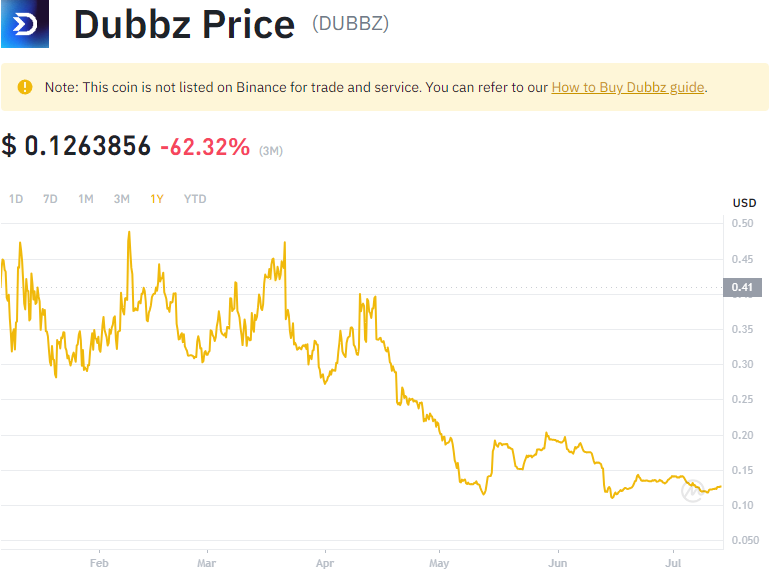 Dubbz Price (DUBBZ)
Note: This coin is not listed on Binance for trade and service. You can refer to our How to Buy Dubbz guide.
$ 0.1263856 -62.32% (3M)
1D 7D 1M 3M 1Y YTD
USD
0.50
0.45
0.41
0.35
0.30
0.25
0.20
0.15
0.10
0.050
Feb Mar Apr May Jun Jul